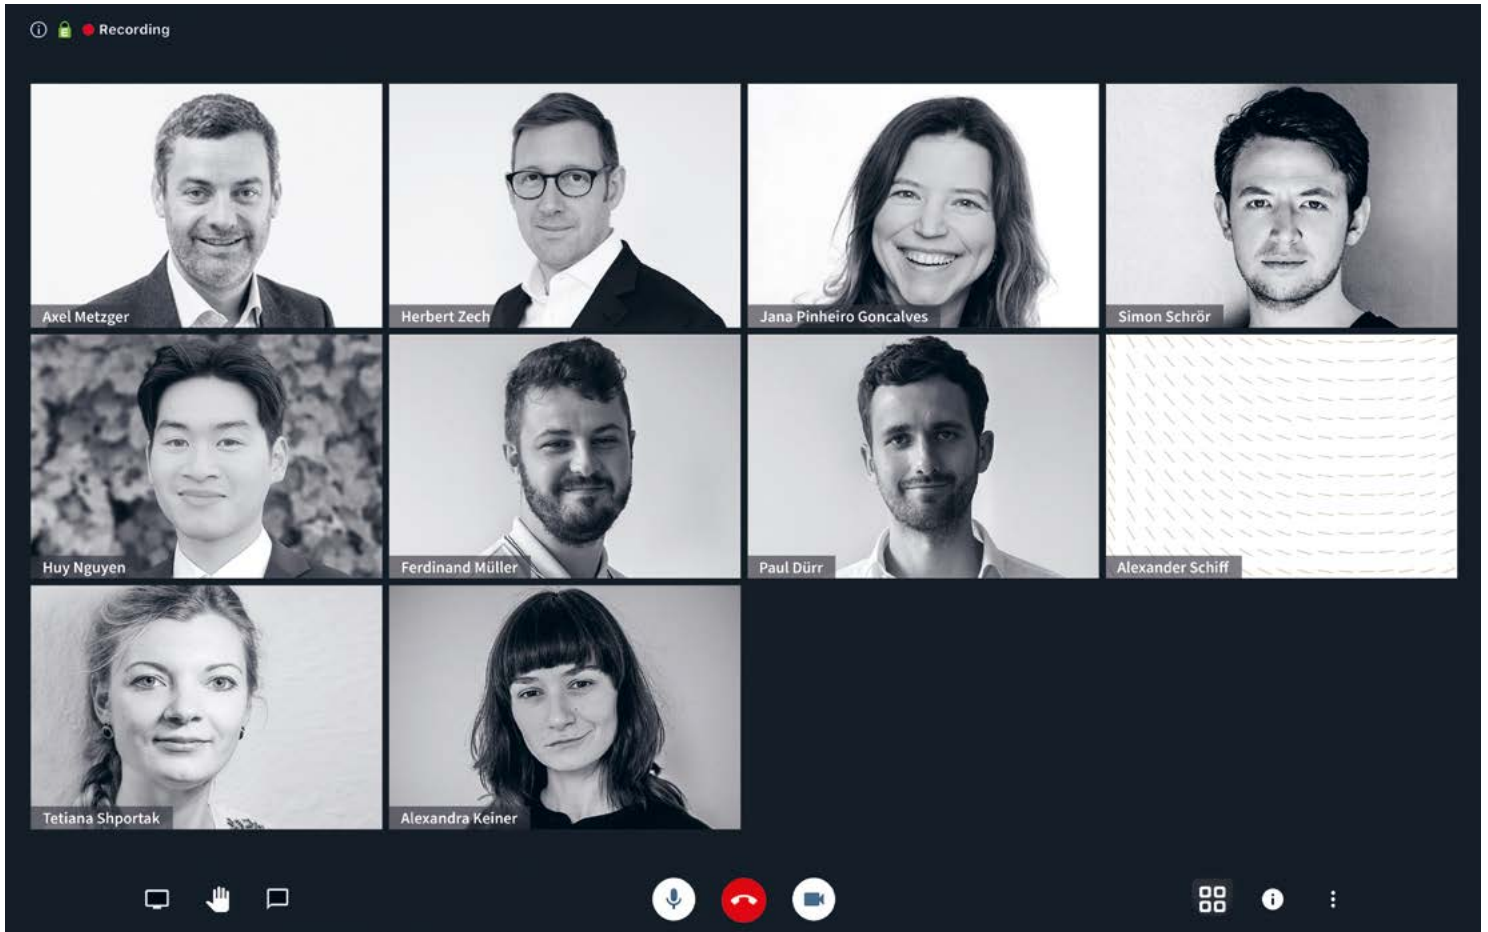 Recording
Axel Metzger
Herbert Zech
Jana Pinheiro Goncalves
Simon Schrör
Huy Nguyen
Ferdinand Müller
Paul Dürr
Alexander Schiff
Tetiana Shportak
Alexandra Keiner